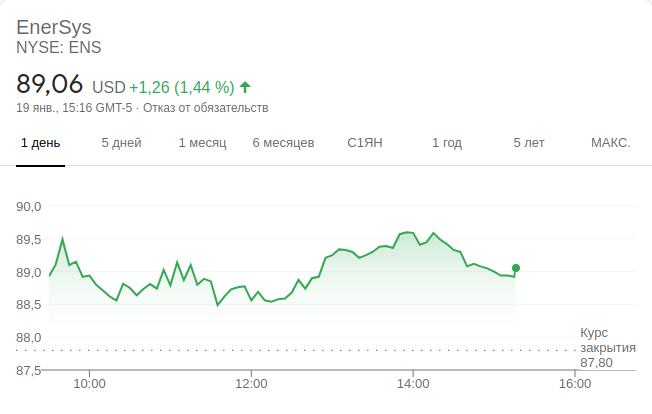 EnerSys
NYSE: ENS
89,06 USD +1,26 (1,44 %)
19 янв., 15:16 GMT-5 · Отказ от обязательств
1 день 5 дней 1 месяц 6 месяцев С1ЯН 1 год 5 лет МАКС.
90,0
89,5
89,0
88,5
88,0
87,5
Курс
закрытия
87,80
10:00 12:00 14:00 16:00